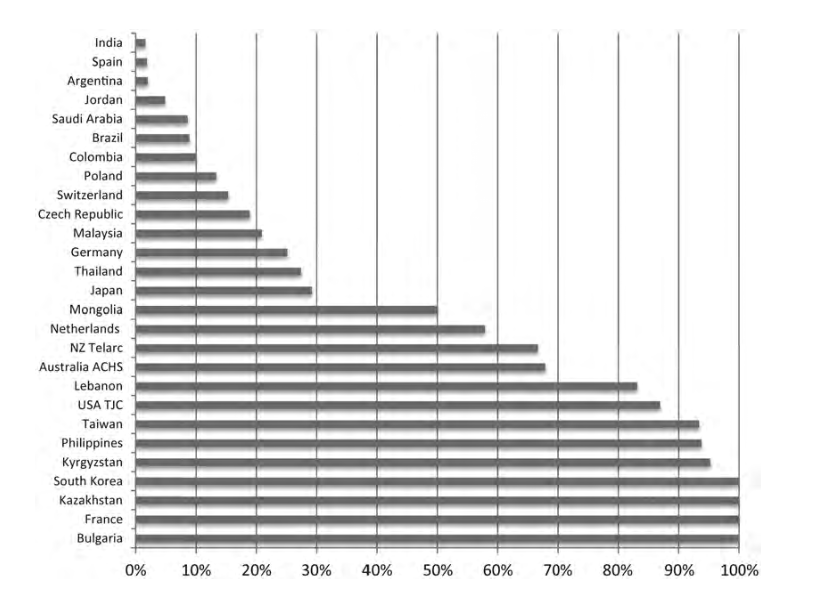 India
Spain
Argentina
Jordan
Saudi Arabia
Brazil
Colombia
Poland
Switzerland
Czech Republic
Malaysia
Germany
Thailand
Japan
Mongolia
Netherlands
NZ Telarc
Australia ACHS
Lebanon
USA TJC
Taiwan
Philippines
Kyrgyzstan
South Korea
Kazakhstan
France
Bulgaria
0% 10% 20% 30% 40% 50% 60% 70% 80% 90% 100%